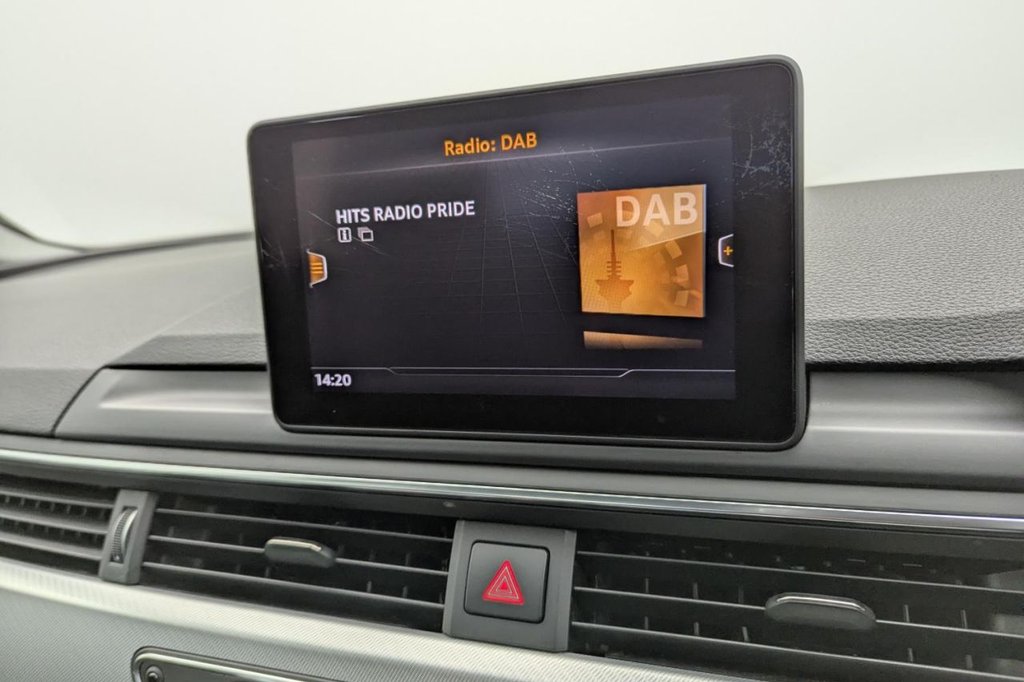 Radio: DAB
HITS RADIO PRIDE
DAB
14:20